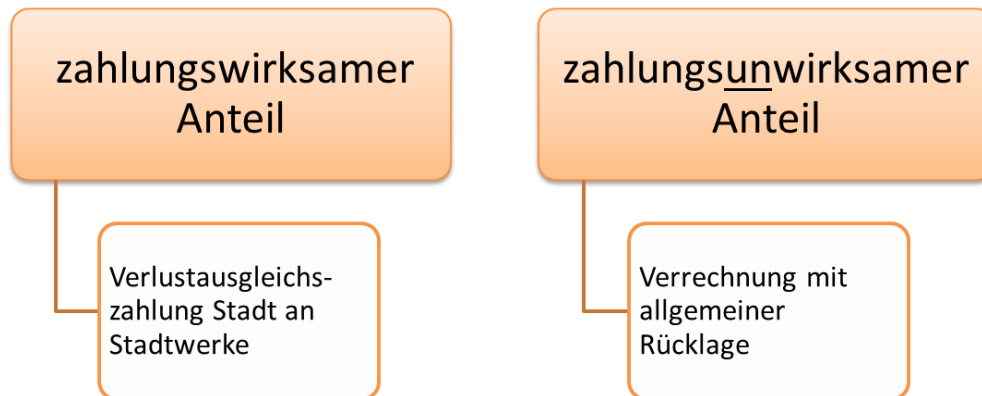 zahlungswirksamer
Anteil
Verlustausgleichs-
zahlung Stadt an
Stadtwerke
zahlungsunwirksamer
Anteil
Verrechnung mit
allgemeiner
Rücklage